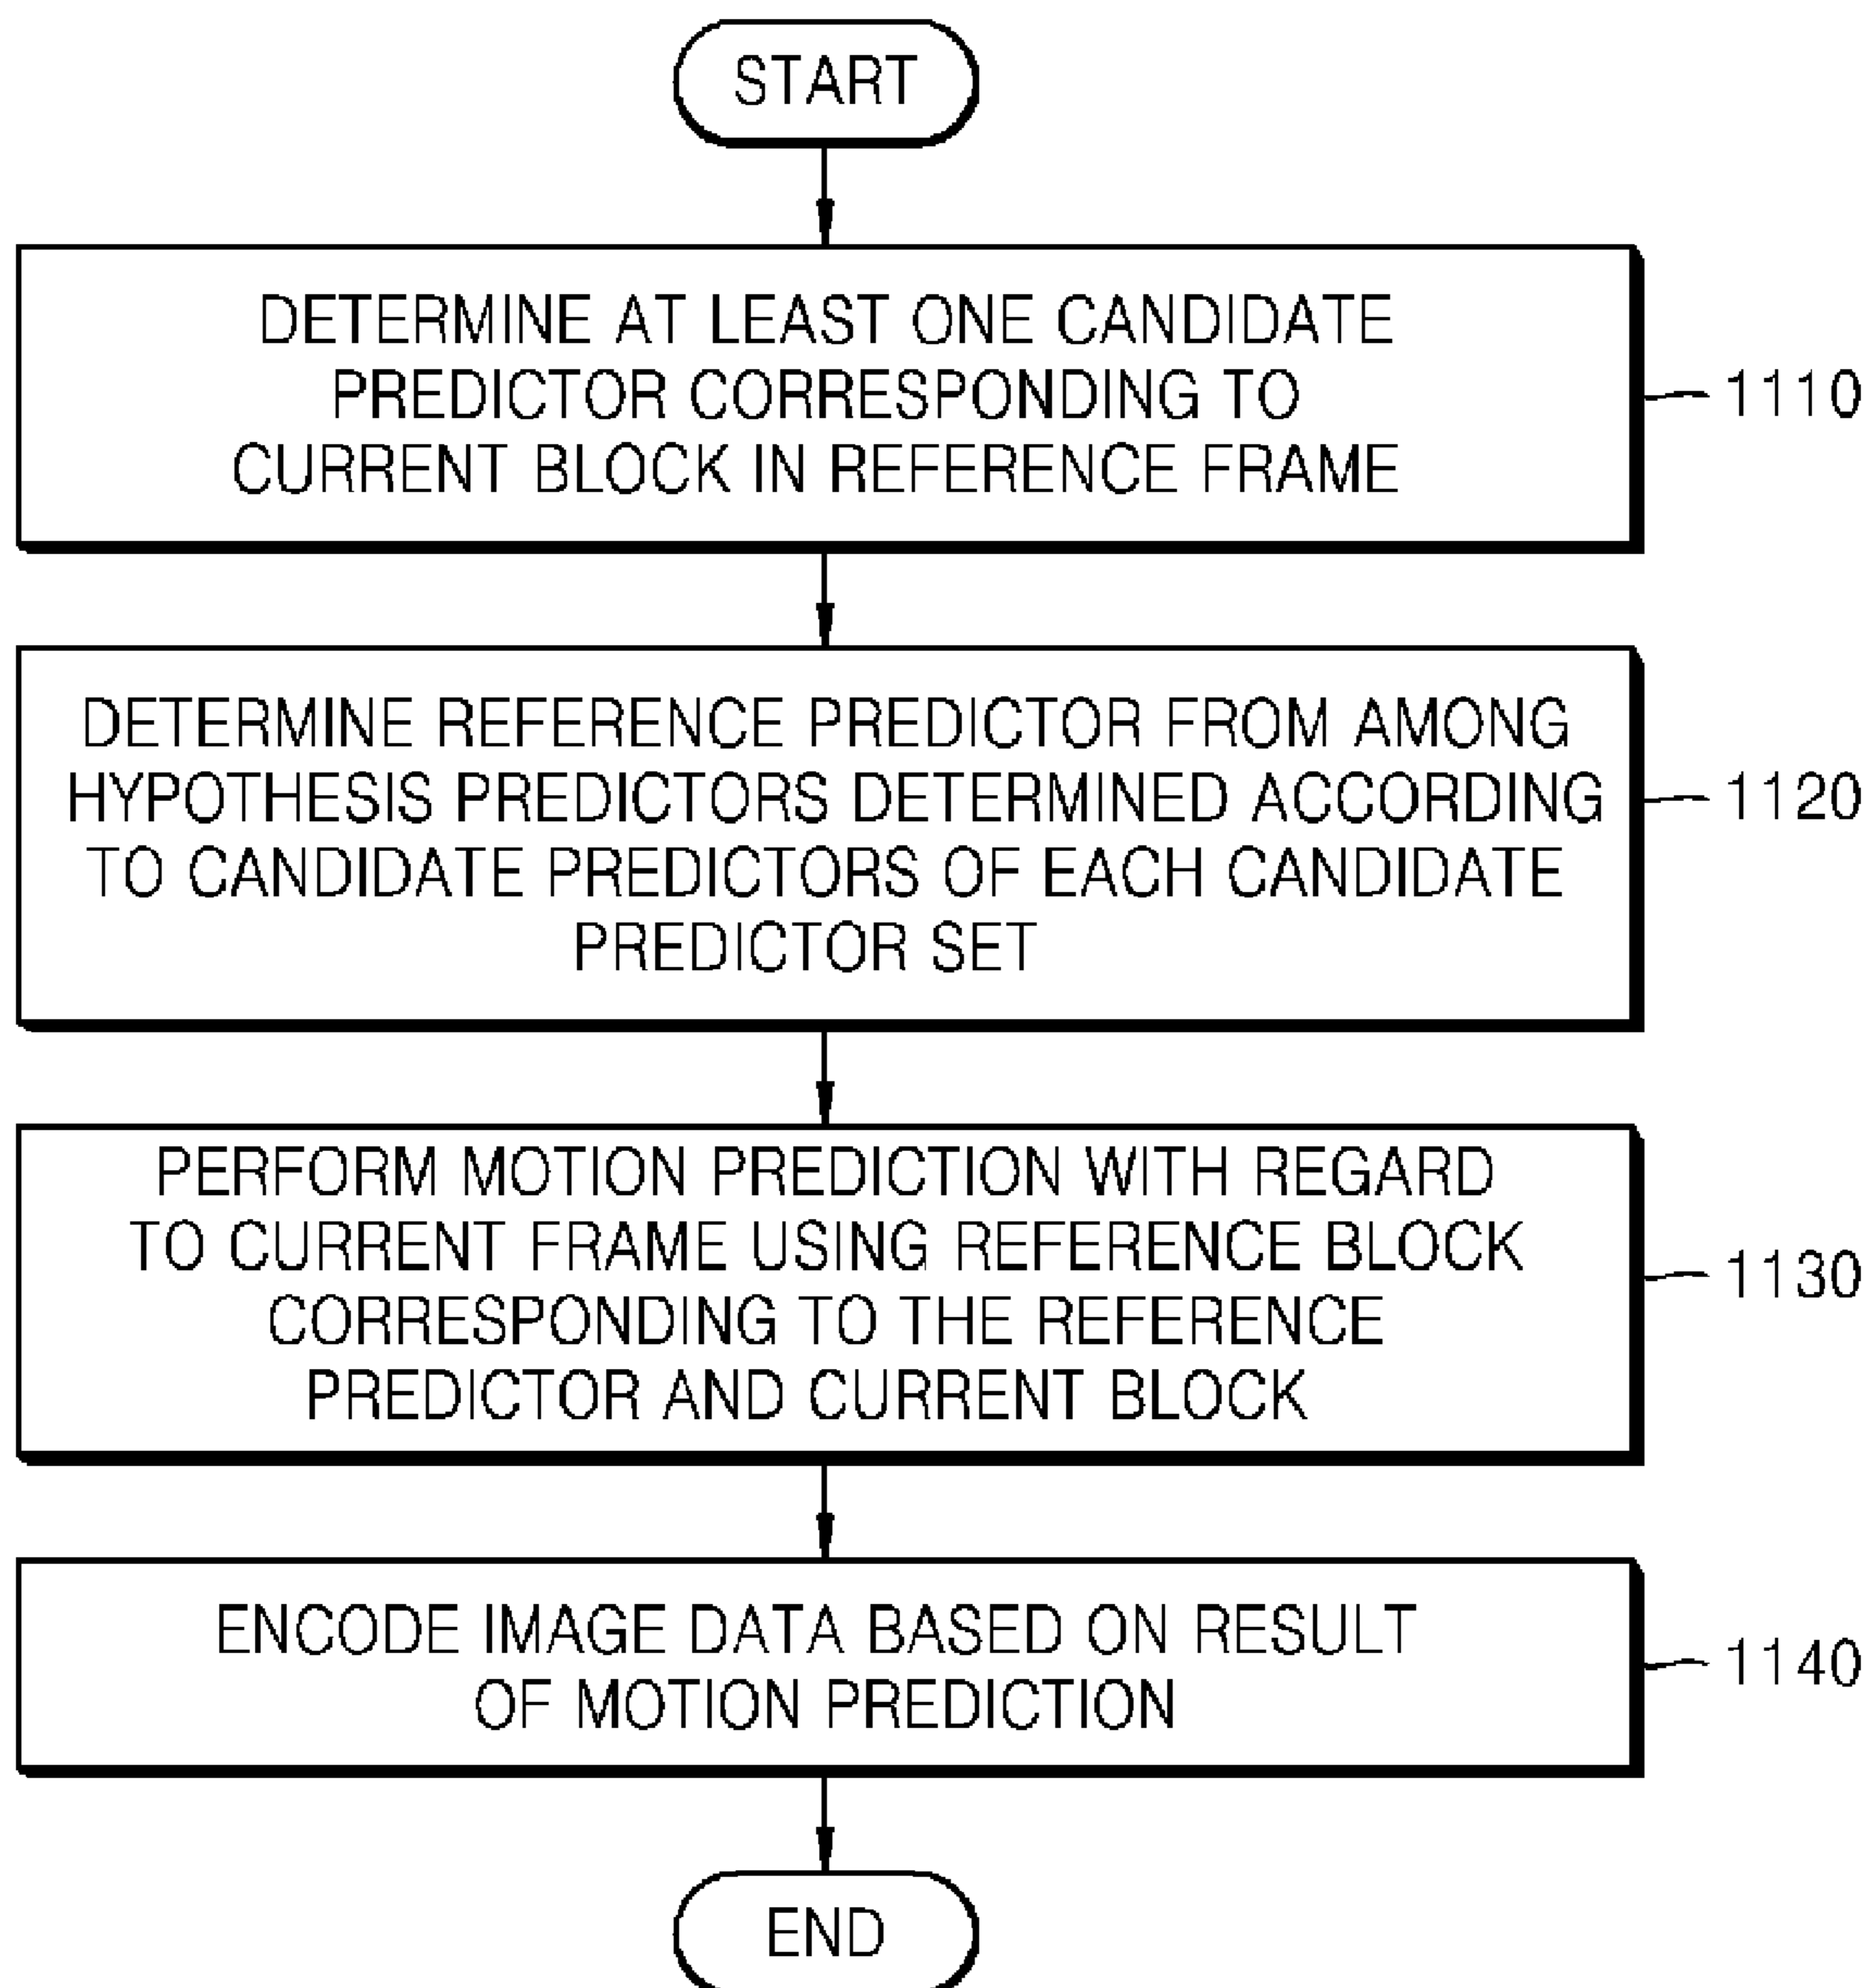 START
DETERMINE AT LEAST ONE CANDIDATE
PREDICTOR CORRESPONDING TO
CURRENT BLOCK IN REFERENCE FRAME
1110
DETERMINE REFERENCE PREDICTOR FROM AMONG
HYPOTHESIS PREDICTORS DETERMINED ACCORDING
TO CANDIDATE PREDICTORS OF EACH CANDIDATE
PREDICTOR SET
1120
PERFORM MOTION PREDICTION WITH REGARD
TO CURRENT FRAME USING REFERENCE BLOCK
CORRESPONDING TO THE REFERENCE
PREDICTOR AND CURRENT BLOCK
1130
ENCODE IMAGE DATA BASED ON RESULT
OF MOTION PREDICTION
1140
END